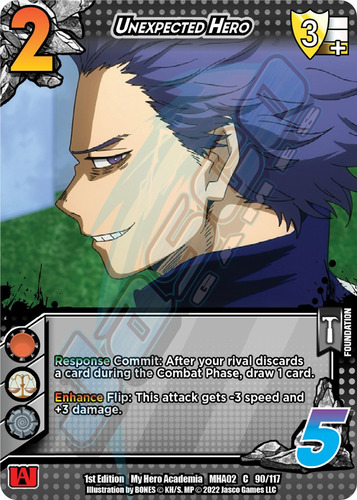 Unexpected Hero
2
3
+
FOUNDATION
Response Commit: After your rival discards
a card during the Combat Phase, draw 1 card.
Enhance Flip: This attack gets -3 speed and
+3 damage.
5
1st Edition My Hero Academia MHA02 C 90/117
Illustration by BONES © KH/S. MP © 2022 Jasco Games LLC